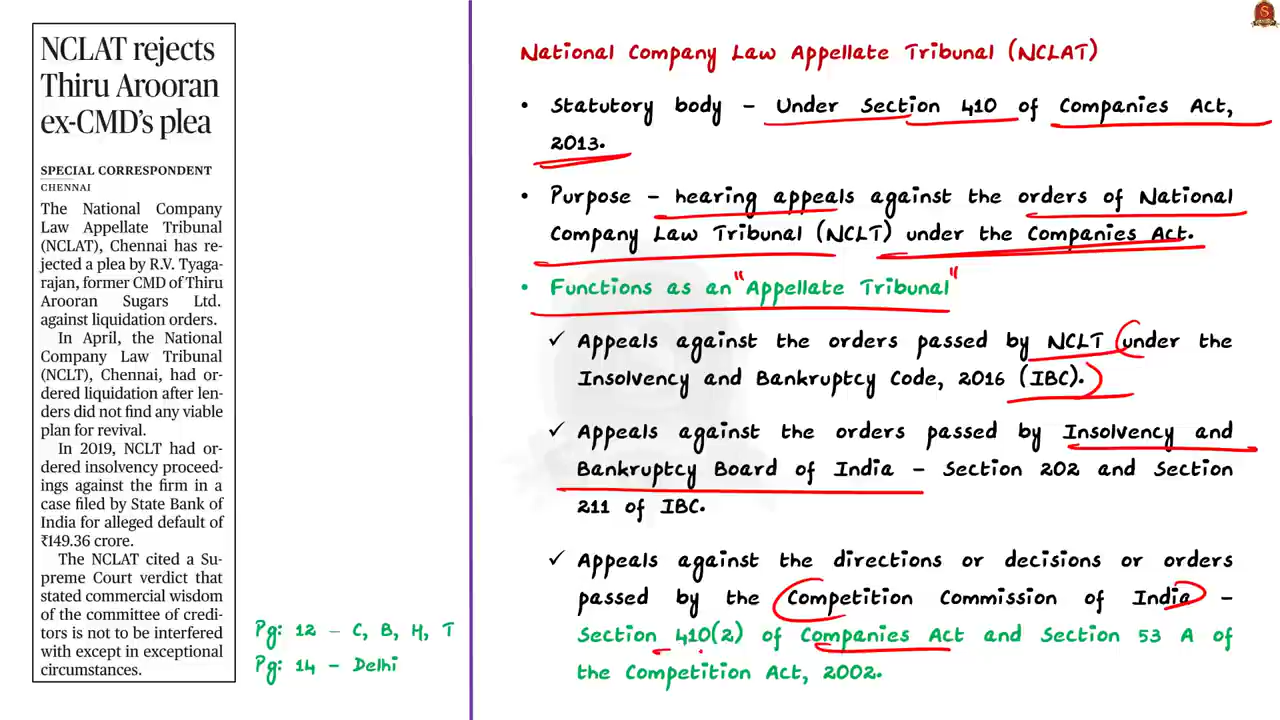 NCLAT rejects
Thiru Arooran
ex-CMD's plea
SPECIAL CORRESPONDENT
CHENNAI
The National Company
Law Appellate Tribunal
(NCLAT), Chennai has re-
jected a plea by R.V. Tyaga-
rajan, former CMD of Thiru
Arooran Sugars Ltd.
against liquidation orders.
In April, the National
Company Law Tribunal
(NCLT), Chennai, had or-
dered liquidation after len-
ders did not find any viable
plan for revival.
In 2019, NCLT had or-
dered insolvency proceed-
ings against the firm in a
case filed by State Bank of
India for alleged default of
₹149.36 crore.
The NCLAT cited a Su-
preme Court verdict that
stated commercial wisdom
of the committee of credi-
tors is not to be interfered
with except in exceptional
circumstances.
Pg: 12 – C, B, H, T
Pg: 14 – Delhi
National Company Law Appellate Tribunal (NCLAT)
• Statutory body – Under Section 410 of Companies Act,
2013.
• Purpose – hearing appeals against the orders of National
Company Law Tribunal (NCLT) under the Companies Act.
• Functions as an "Appellate Tribunal"
✓ Appeals against the orders passed by NCLT (under the
Insolvency and Bankruptcy Code, 2016 (IBC).)
✓ Appeals against the orders passed by Insolvency and
Bankruptcy Board of India – Section 202 and Section
211 of IBC.
✓ Appeals against the directions or decisions or orders
passed by the Competition Commission of India –
Section 410(2) of Companies Act and Section 53 A of
the Competition Act, 2002.